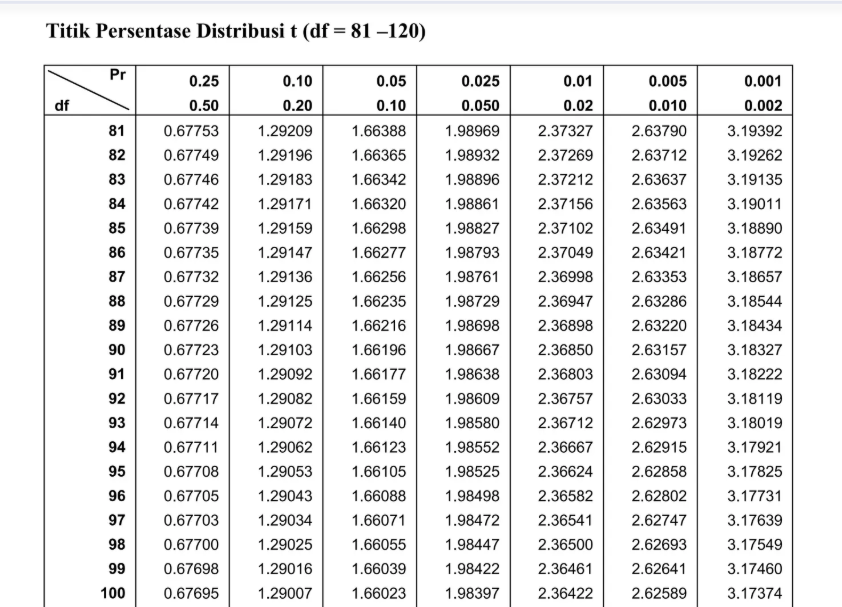 Titik Persentase Distribusi t (df = 81 –120)
Pr 0.25 0.10 0.05 0.025 0.01 0.005 0.001
df 0.50 0.20 0.10 0.050 0.02 0.010 0.002
81 0.67753 1.29209 1.66388 1.98969 2.37327 2.63790 3.19392
82 0.67749 1.29196 1.66365 1.98932 2.37269 2.63712 3.19262
83 0.67746 1.29183 1.66342 1.98896 2.37212 2.63637 3.19135
84 0.67742 1.29171 1.66320 1.98861 2.37156 2.63563 3.19011
85 0.67739 1.29159 1.66298 1.98827 2.37102 2.63491 3.18890
86 0.67735 1.29147 1.66277 1.98793 2.37049 2.63421 3.18772
87 0.67732 1.29136 1.66256 1.98761 2.36998 2.63353 3.18657
88 0.67729 1.29125 1.66235 1.98729 2.36947 2.63286 3.18544
89 0.67726 1.29114 1.66216 1.98698 2.36898 2.63220 3.18434
90 0.67723 1.29103 1.66196 1.98667 2.36850 2.63157 3.18327
91 0.67720 1.29092 1.66177 1.98638 2.36803 2.63094 3.18222
92 0.67717 1.29082 1.66159 1.98609 2.36757 2.63033 3.18119
93 0.67714 1.29072 1.66140 1.98580 2.36712 2.62973 3.18019
94 0.67711 1.29062 1.66123 1.98552 2.36667 2.62915 3.17921
95 0.67708 1.29053 1.66105 1.98525 2.36624 2.62858 3.17825
96 0.67705 1.29043 1.66088 1.98498 2.36582 2.62802 3.17731
97 0.67703 1.29034 1.66071 1.98472 2.36541 2.62747 3.17639
98 0.67700 1.29025 1.66055 1.98447 2.36500 2.62693 3.17549
99 0.67698 1.29016 1.66039 1.98422 2.36461 2.62641 3.17460
100 0.67695 1.29007 1.66023 1.98397 2.36422 2.62589 3.17374